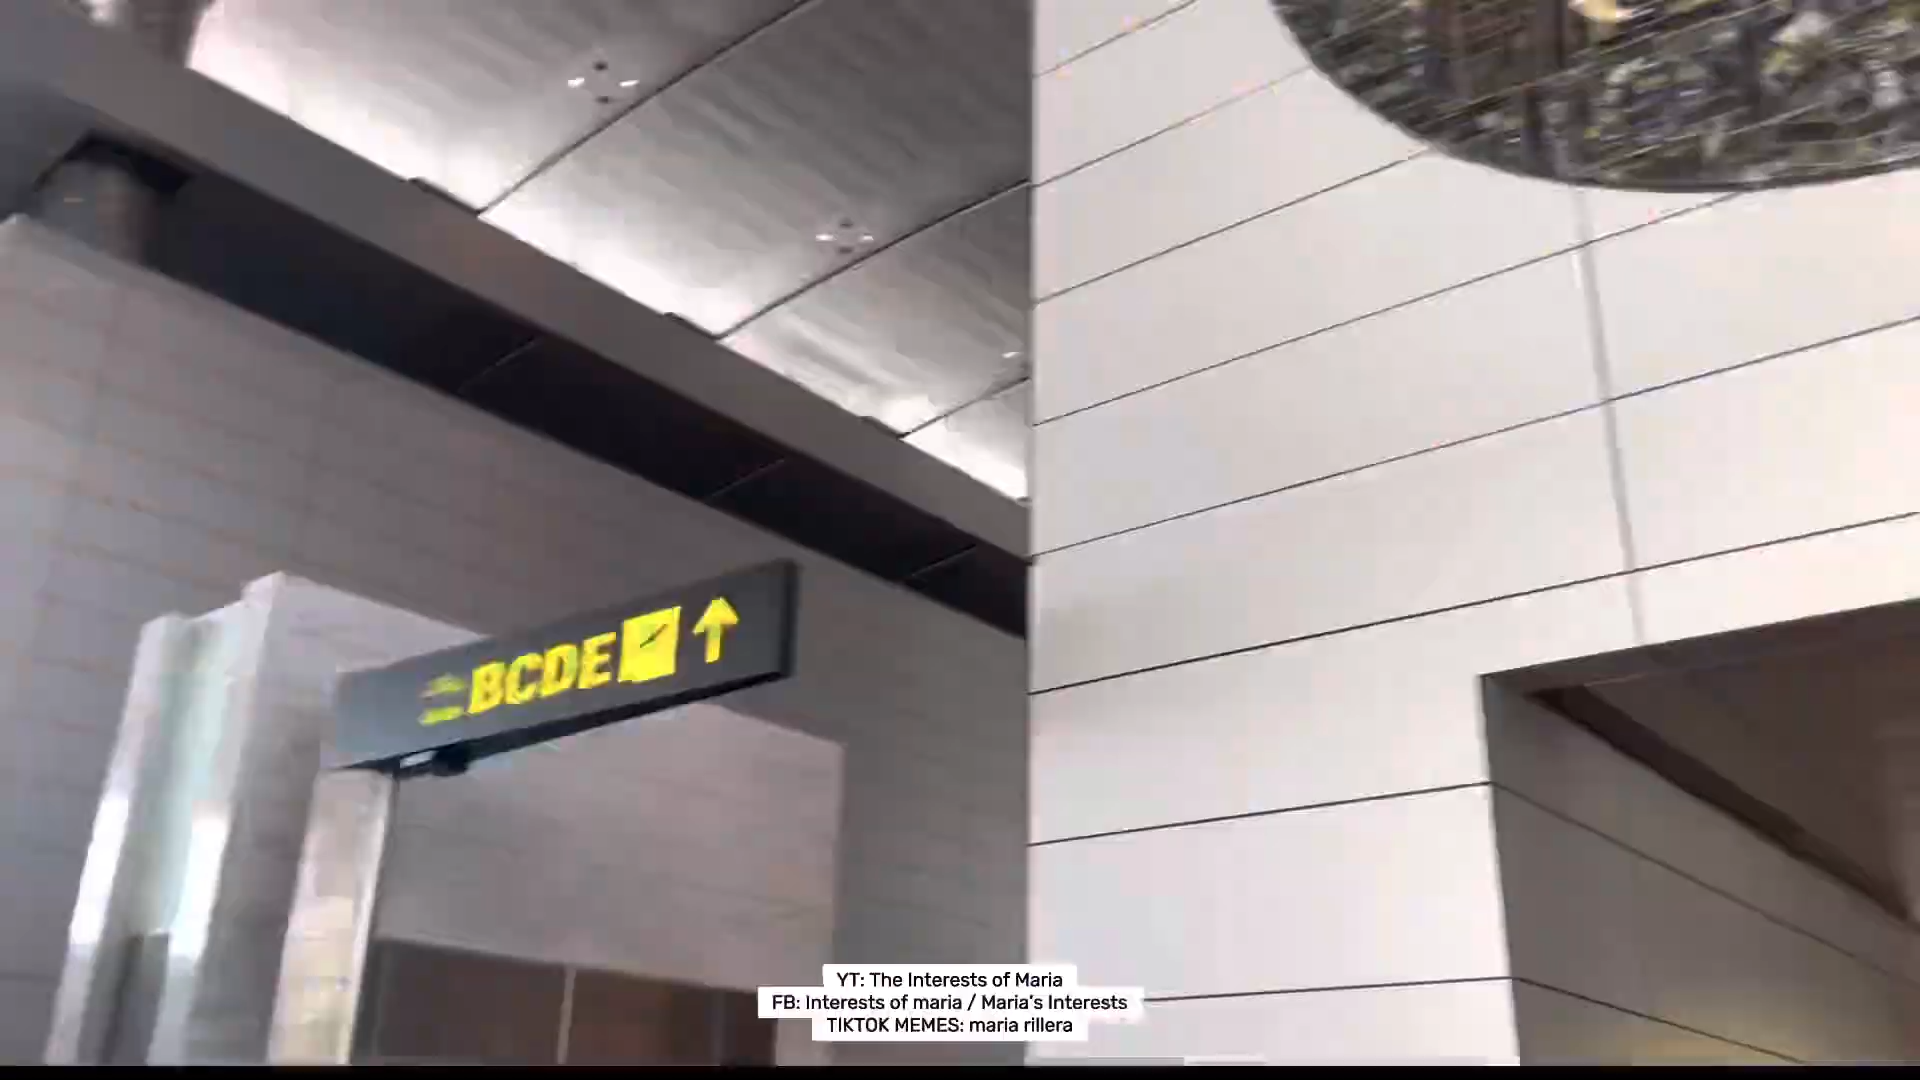 BCDE ↑
YT: The Interests of Maria
FB: Interests of maria / Maria's Interests
TIKTOK MEMES: maria rillera